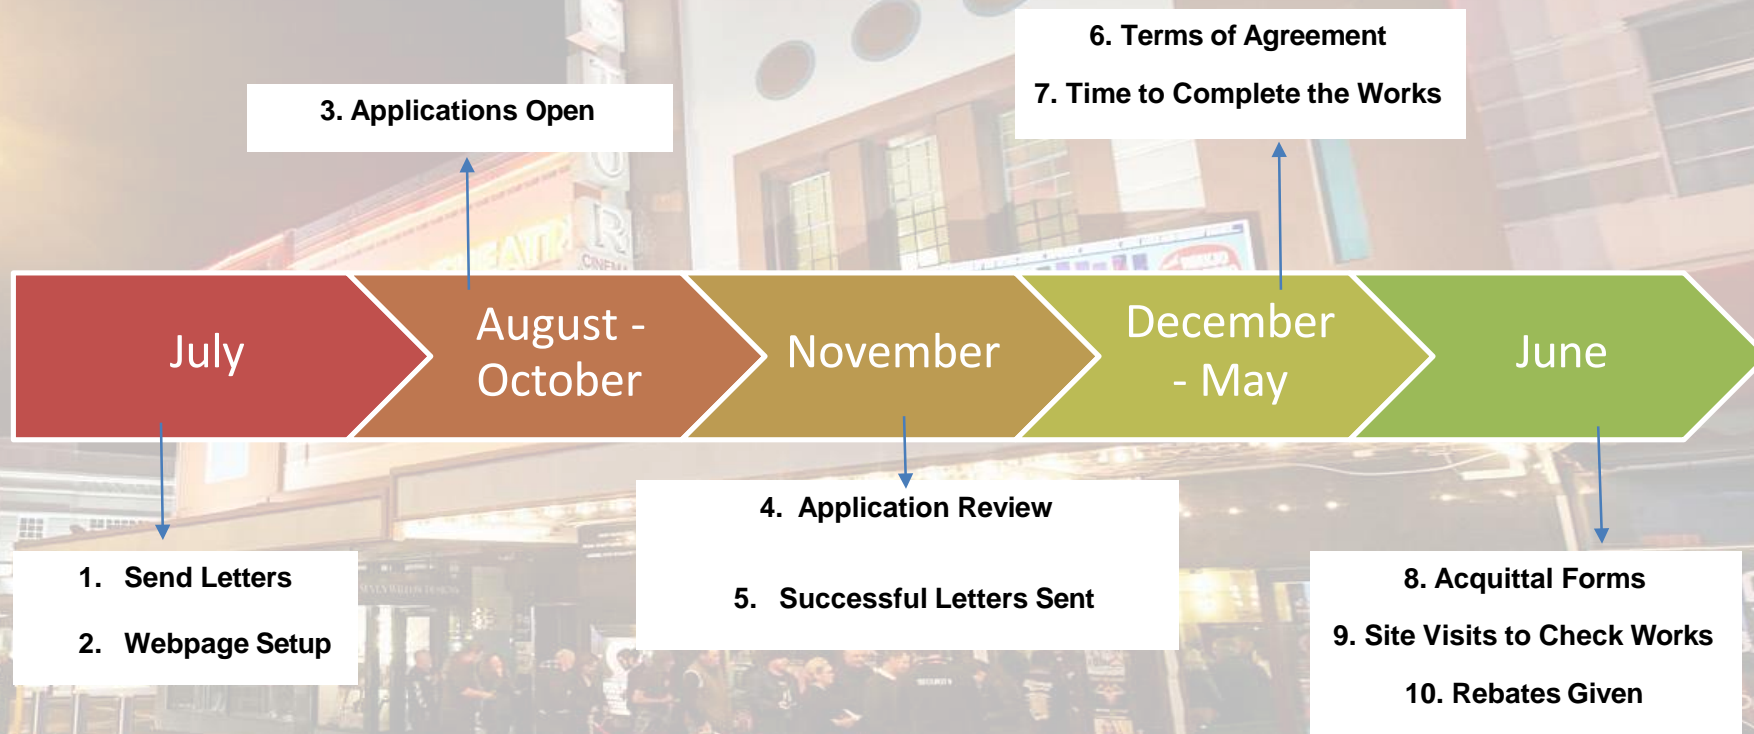 6. Terms of Agreement
7. Time to Complete the Works
3. Applications Open
July
August -
October
November
December
- May
June
4. Application Review
5. Successful Letters Sent
1. Send Letters
2. Webpage Setup
8. Acquittal Forms
9. Site Visits to Check Works
10. Rebates Given
CINEMA